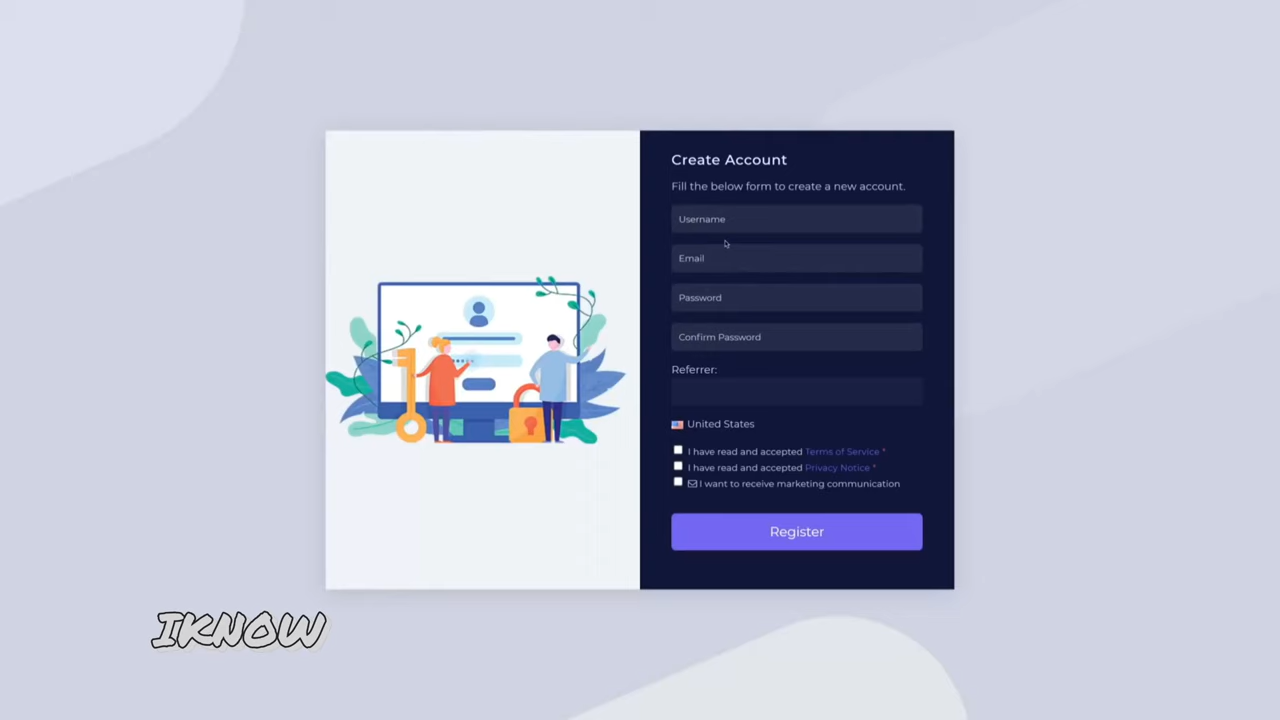 Create Account
Fill the below form to create a new account.
Username
Email
Password
Confirm Password
Referrer:
United States
I have read and accepted Terms of Service *
I have read and accepted Privacy Notice *
I want to receive marketing communication
Register
IKNOW